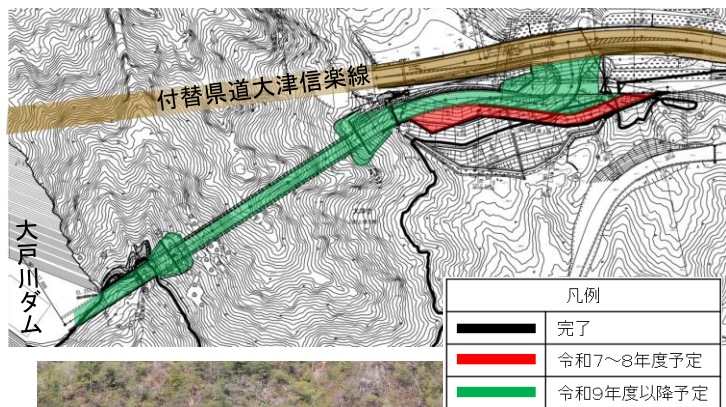 付替県道大津信楽線
大戸川ダム
凡例
完了
令和7～8年度予定
令和9年度以降予定